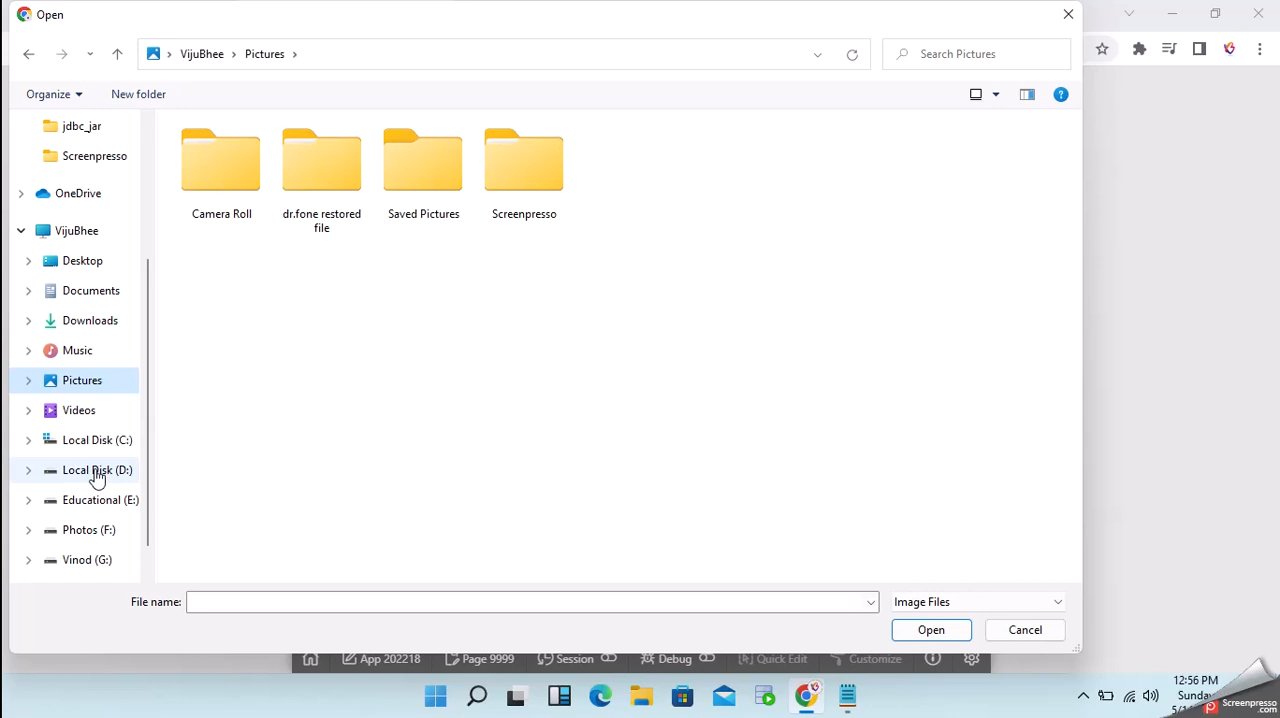 Open
VijuBhee
Pictures
Search Pictures
Organize
New folder
jdbc_jar
Screenpresso
OneDrive
VijuBhee
Desktop
Documents
Downloads
Music
Pictures
Videos
Local Disk (C:)
Local Disk (D:)
Educational (E:)
Photos (F:)
Vinod (G:)
Camera Roll
dr.fone restored
file
Saved Pictures
Screenpresso
File name:
Image Files
Open
Cancel
App 202218
Page 9999
Session
Debug
Quick Edit
Customize
12:56 PM
Screenpresso
.com